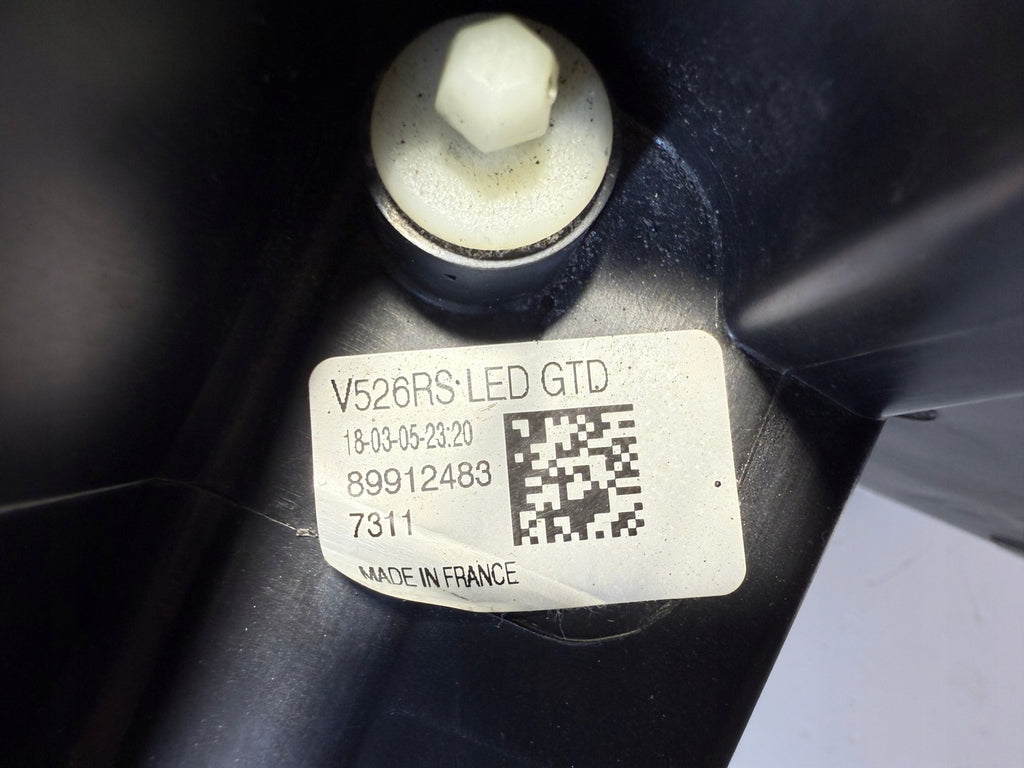 V526RS LED GTD
18-03-05-23:20
89912483
7311
MADE IN FRANCE